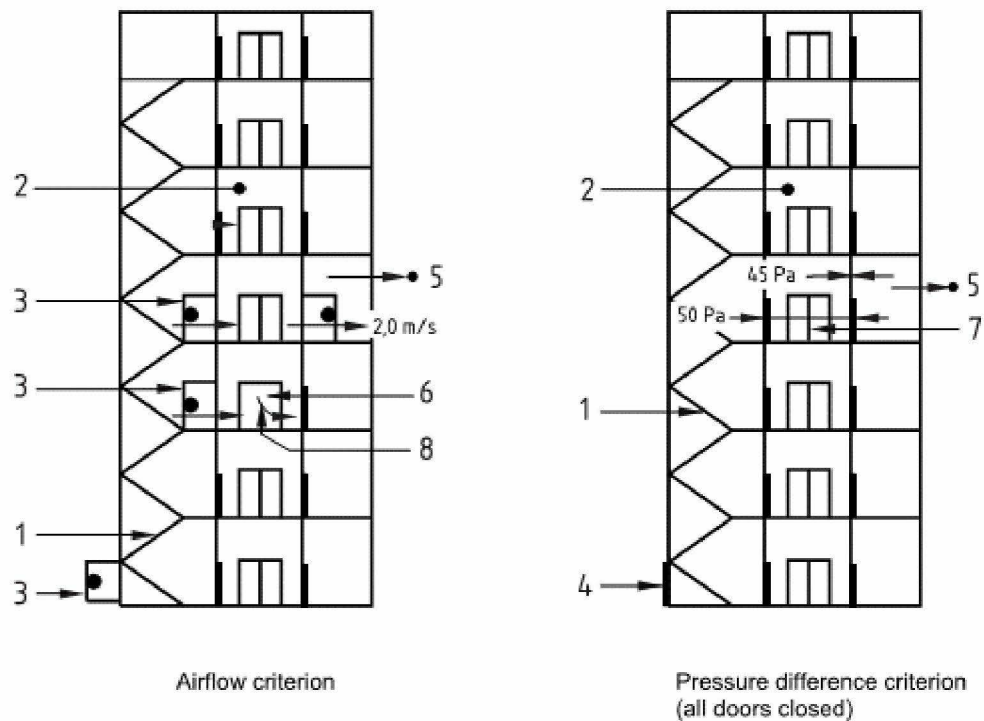 2
2
5
45 Pa
5
3
2,0 m/s
50 Pa
7
3
6
1
8
1
3
4
Airflow criterion
Pressure difference criterion
(all doors closed)